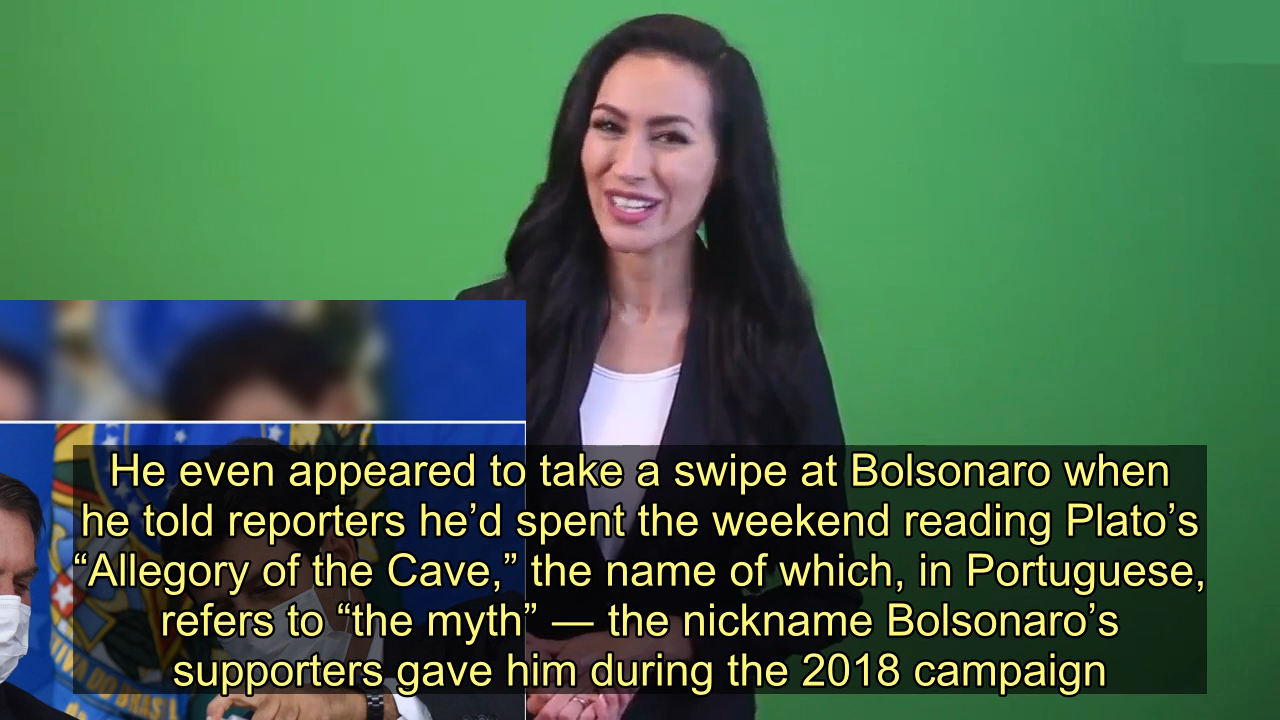 He even appeared to take a swipe at Bolsonaro when
he told reporters he’d spent the weekend reading Plato’s
“Allegory of the Cave,” the name of which, in Portuguese,
refers to “the myth” — the nickname Bolsonaro’s
supporters gave him during the 2018 campaign